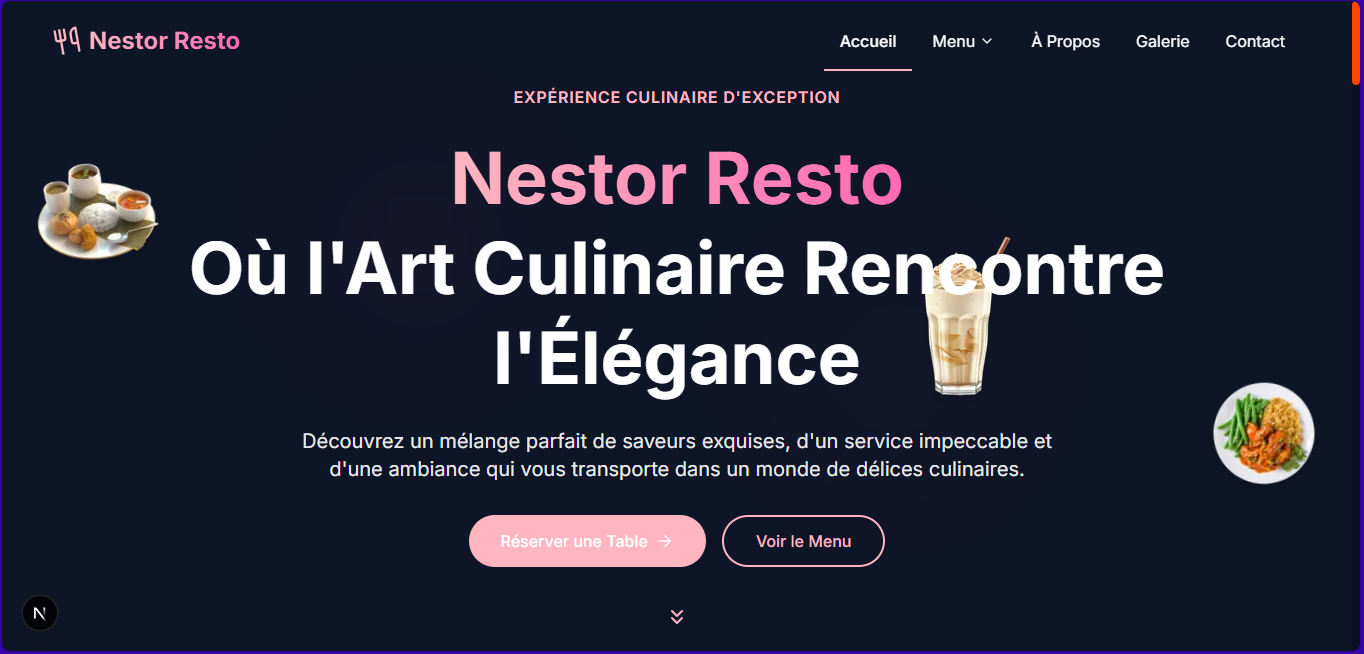 Nestor Resto
Accueil
Menu
À Propos
Galerie
Contact
EXPÉRIENCE CULINAIRE D'EXCEPTION
Nestor Resto
Où l'Art Culinaire Rencontre
l'Élégance
Découvrez un mélange parfait de saveurs exquises, d'un service impeccable et
d'une ambiance qui vous transporte dans un monde de délices culinaires.
Réserver une Table →
Voir le Menu
N